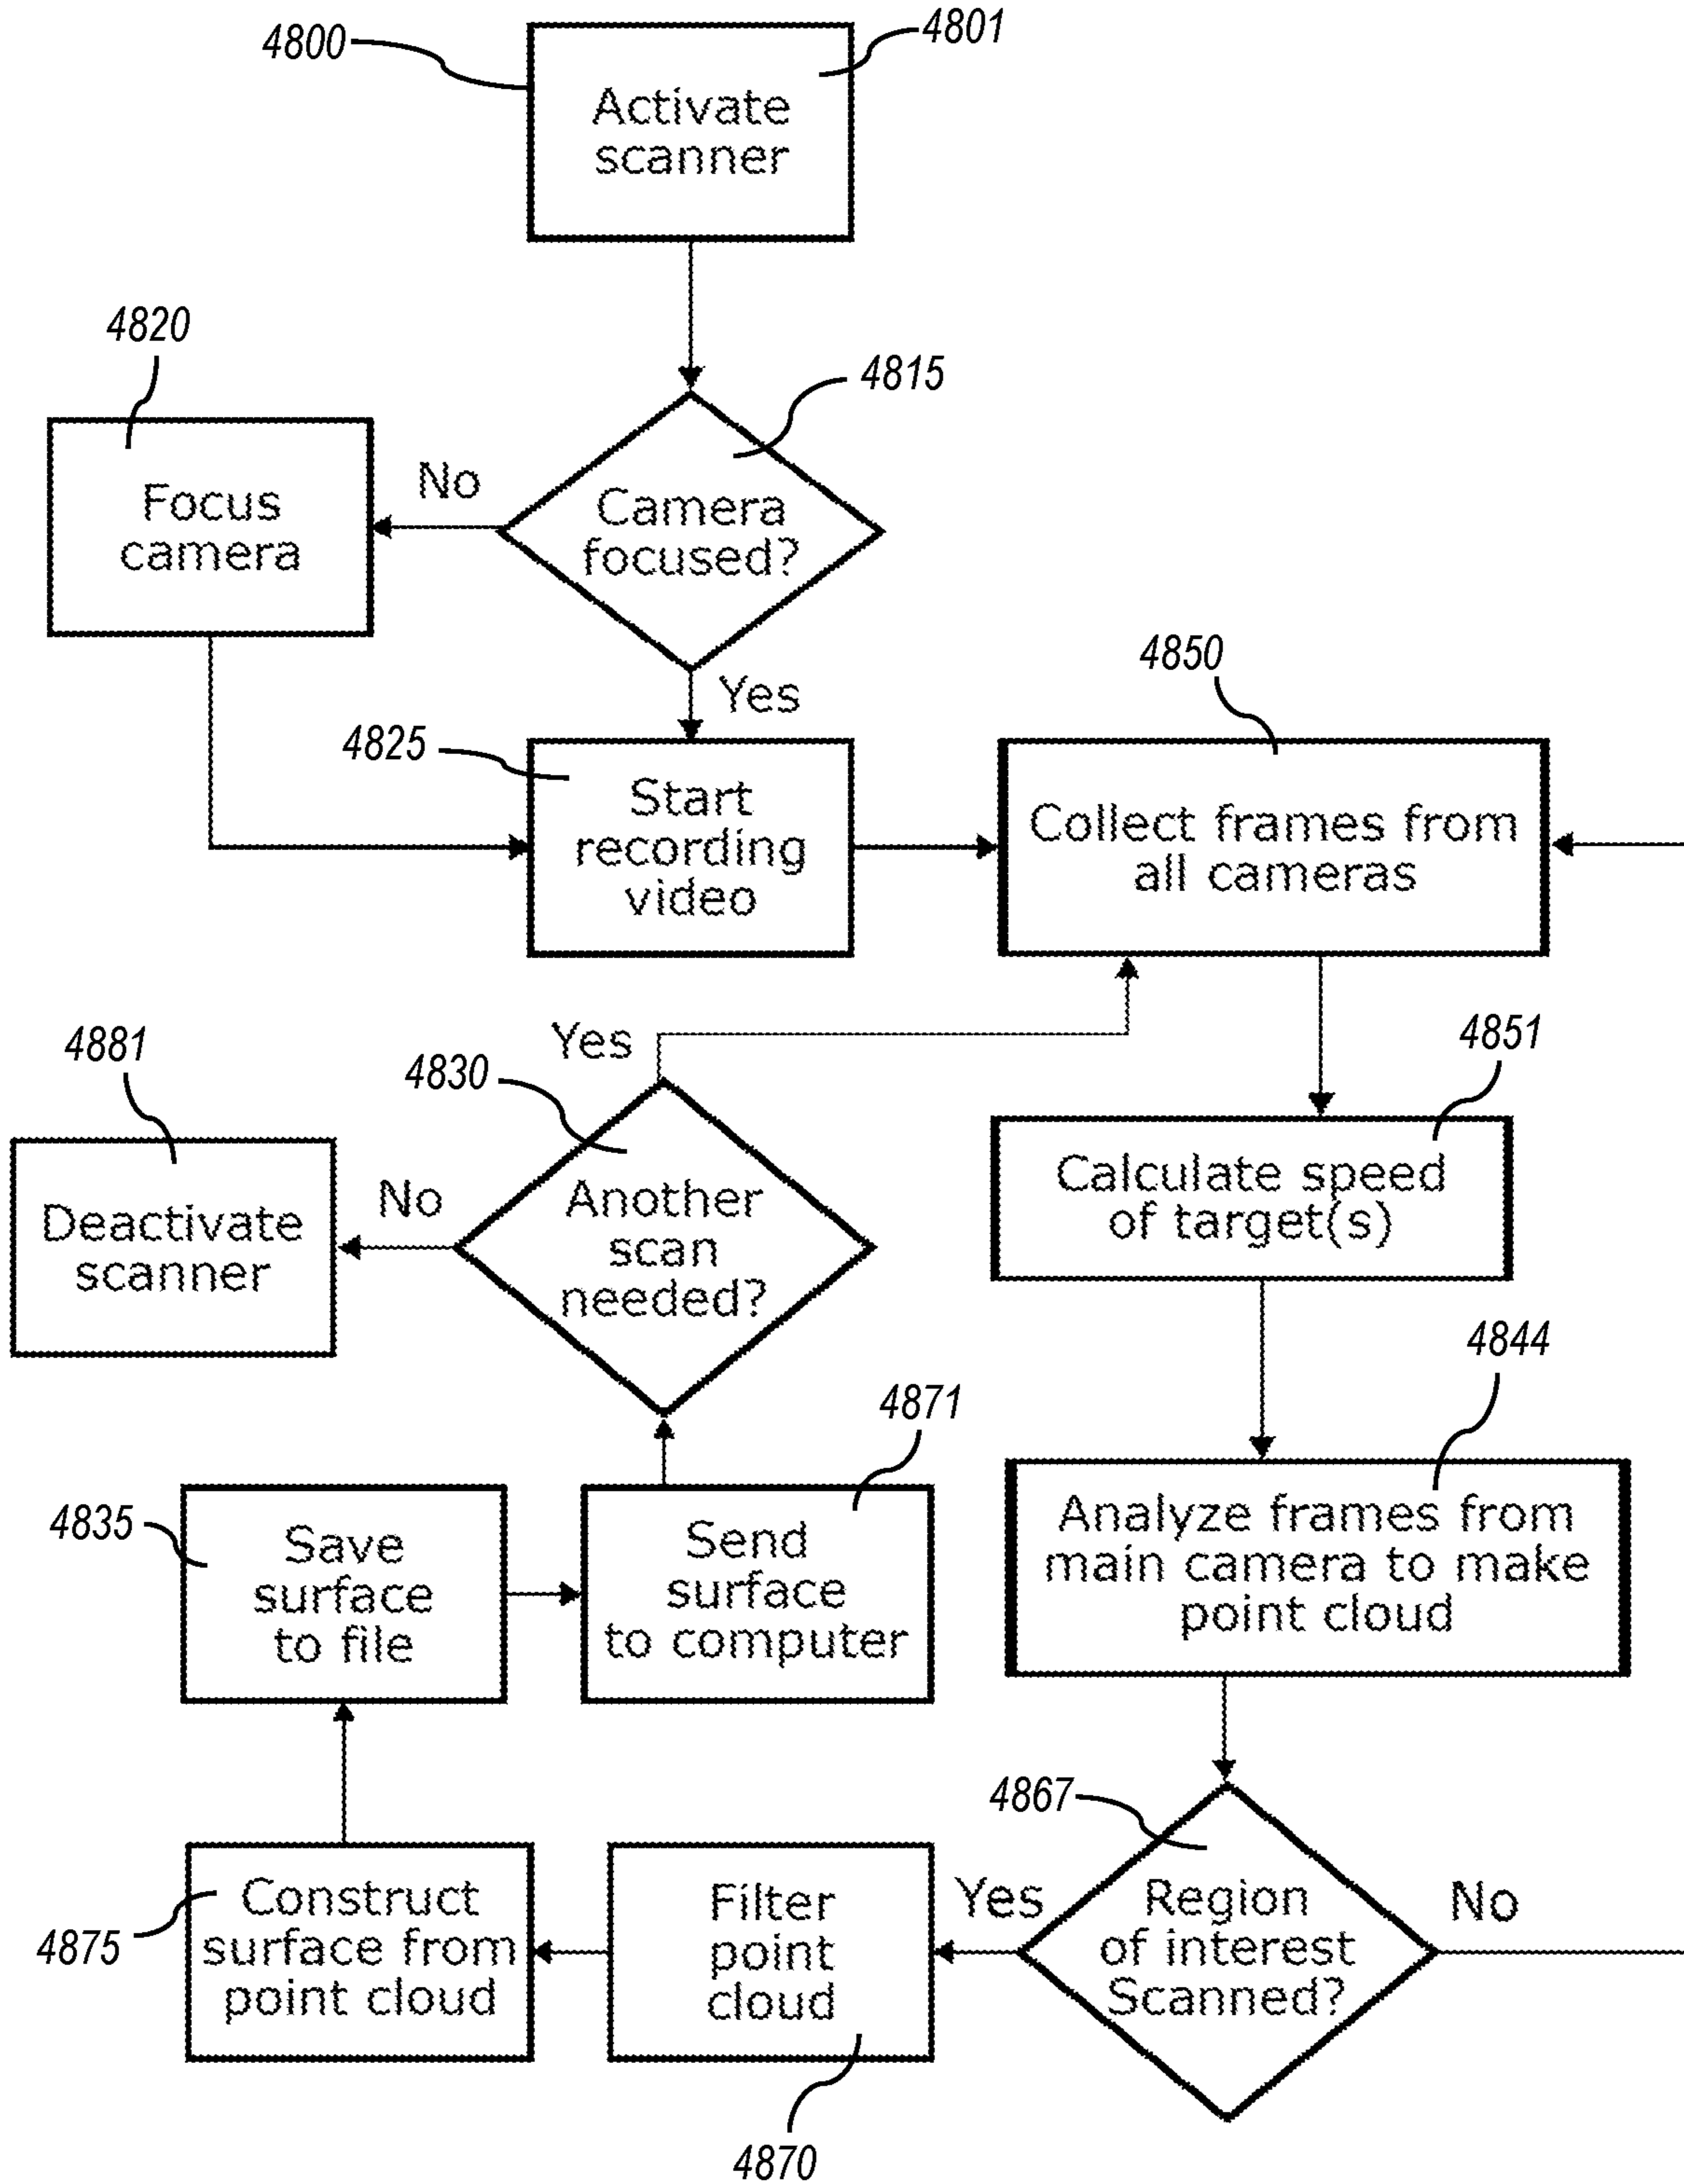 4800
4801
Activate
scanner
4820
4815
Focus
camera
No
Camera
focused?
Yes
4825
Start
recording
video
4850
Collect frames from
all cameras
4881
Deactivate
scanner
No
Yes
4830
Another
scan
needed?
4851
Calculate speed
of target(s)
4844
Analyze frames from
main camera to make
point cloud
4835
Save
surface
to file
4871
Send
surface
to computer
4875
Construct
surface from
point cloud
Filter
point
cloud
4870
Yes
4867
Region
of interest
Scanned?
No